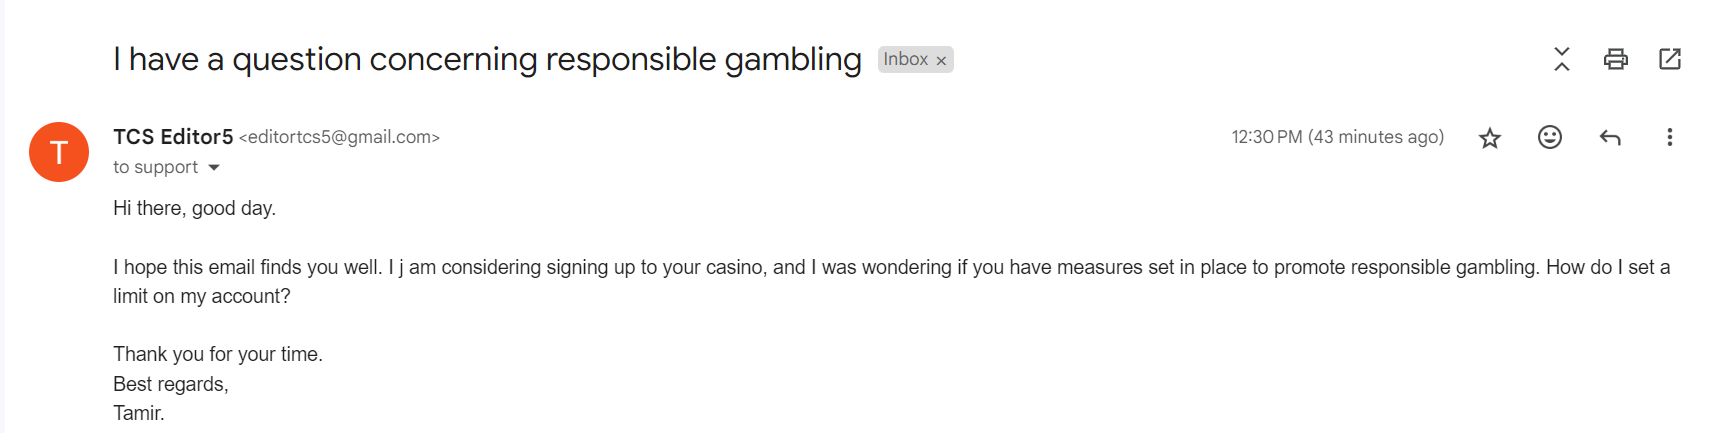 I have a question concerning responsible gambling Inbox ×
T
TCS Editor5 <editortcs5@gmail.com> 12:30 PM (43 minutes ago)
to support
Hi there, good day.
I hope this email finds you well. I j am considering signing up to your casino, and I was wondering if you have measures set in place to promote responsible gambling. How do I set a
limit on my account?
Thank you for your time.
Best regards,
Tamir.